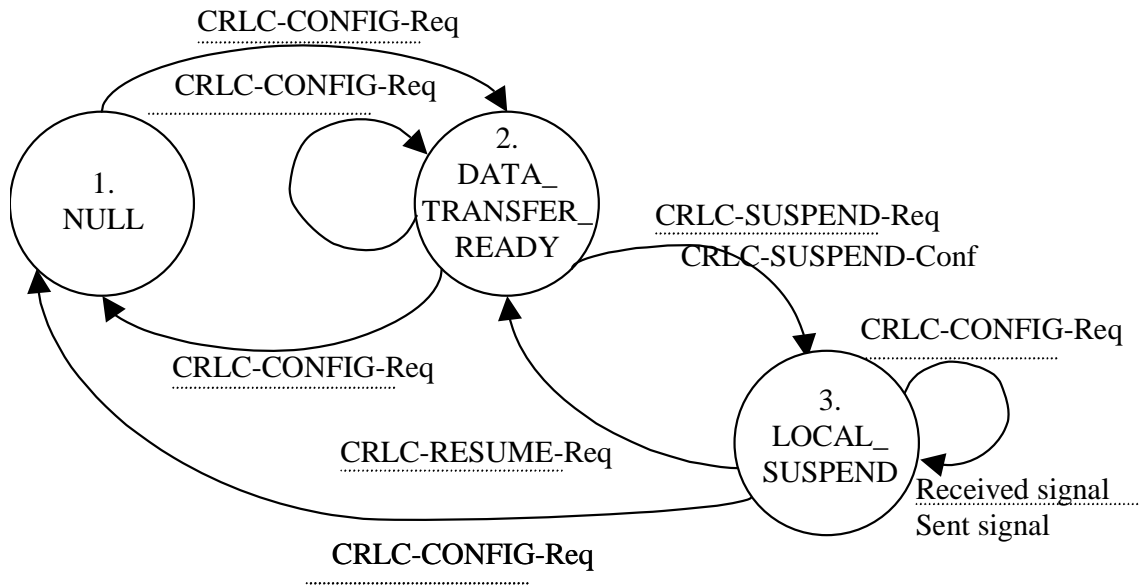 CRLC-CONFIG-Req
CRLC-CONFIG-Req
1.
NULL
2.
DATA_
TRANSFER_
READY
CRLC-SUSPEND-Req
CRLC-SUSPEND-Conf
CRLC-CONFIG-Req
CRLC-CONFIG-Req
3.
LOCAL_
SUSPEND
CRLC-RESUME-Req
Received signal
Sent signal
CRLC-CONFIG-Req